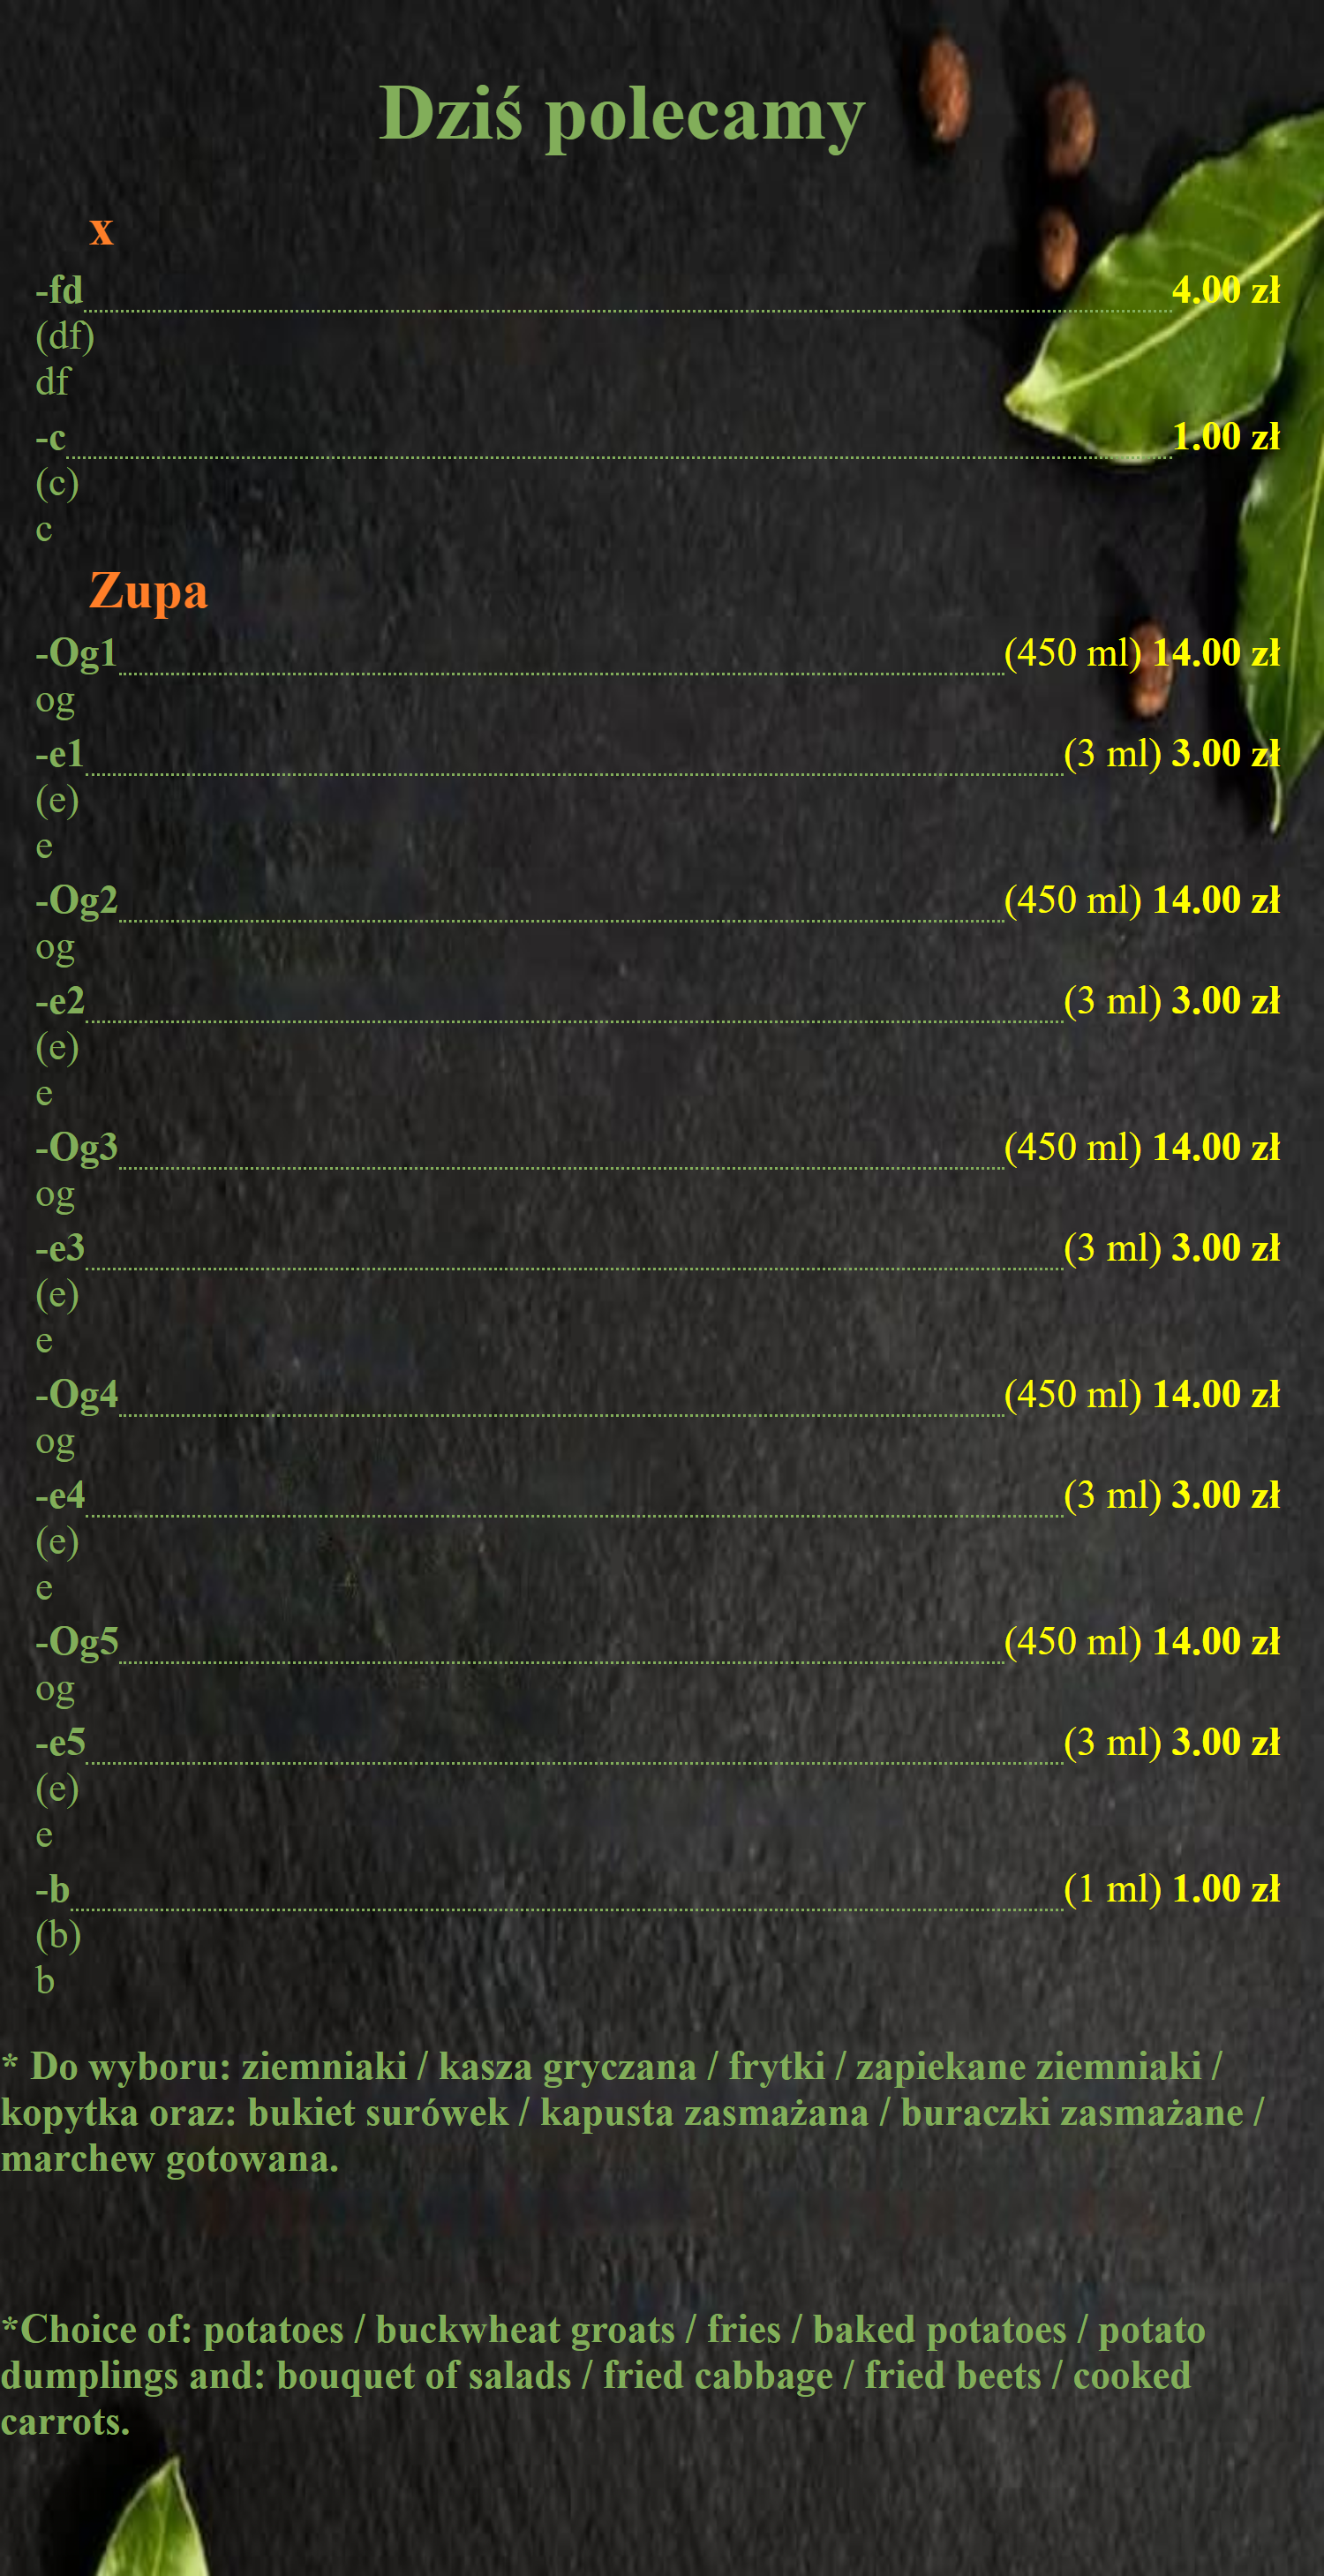 Dziś polecamy
x
-fd 4.00 zł
(df)
df
-c 1.00 zł
(c)
c
Zupa
-Og1 (450 ml) 14.00 zł
og
-e1 (3 ml) 3.00 zł
(e)
e
-Og2 (450 ml) 14.00 zł
og
-e2 (3 ml) 3.00 zł
(e)
e
-Og3 (450 ml) 14.00 zł
og
-e3 (3 ml) 3.00 zł
(e)
e
-Og4 (450 ml) 14.00 zł
og
-e4 (3 ml) 3.00 zł
(e)
e
-Og5 (450 ml) 14.00 zł
og
-e5 (3 ml) 3.00 zł
(e)
e
-b (1 ml) 1.00 zł
(b)
b
* Do wyboru: ziemniaki / kasza gryczana / frytki / zapiekane ziemniaki /
kopytka oraz: bukiet surówek / kapusta zasmażana / buraczki zasmażane /
marchew gotowana.
*Choice of: potatoes / buckwheat groats / fries / baked potatoes / potato
dumplings and: bouquet of salads / fried cabbage / fried beets / cooked
carrots.